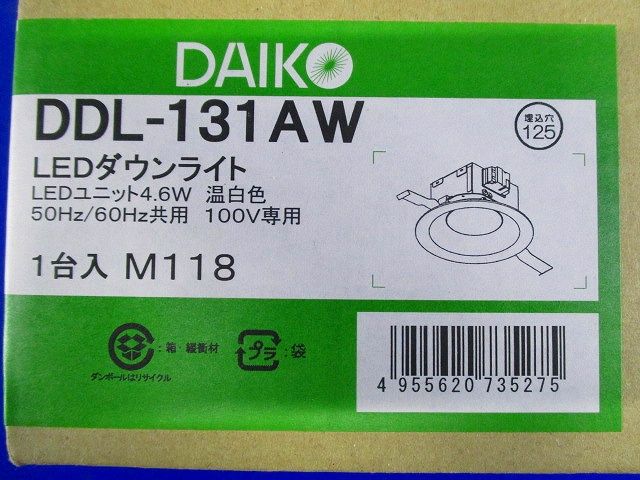 DAIKO
DDL-131AW
埋込穴
125
LEDダウンライト
LEDユニット4.6W 温白色
50Hz/60Hz共用 100V専用
1台入 M118
:箱 緩衝材
ダンボールはリサイクル
プラ
:袋
4 955620 735275